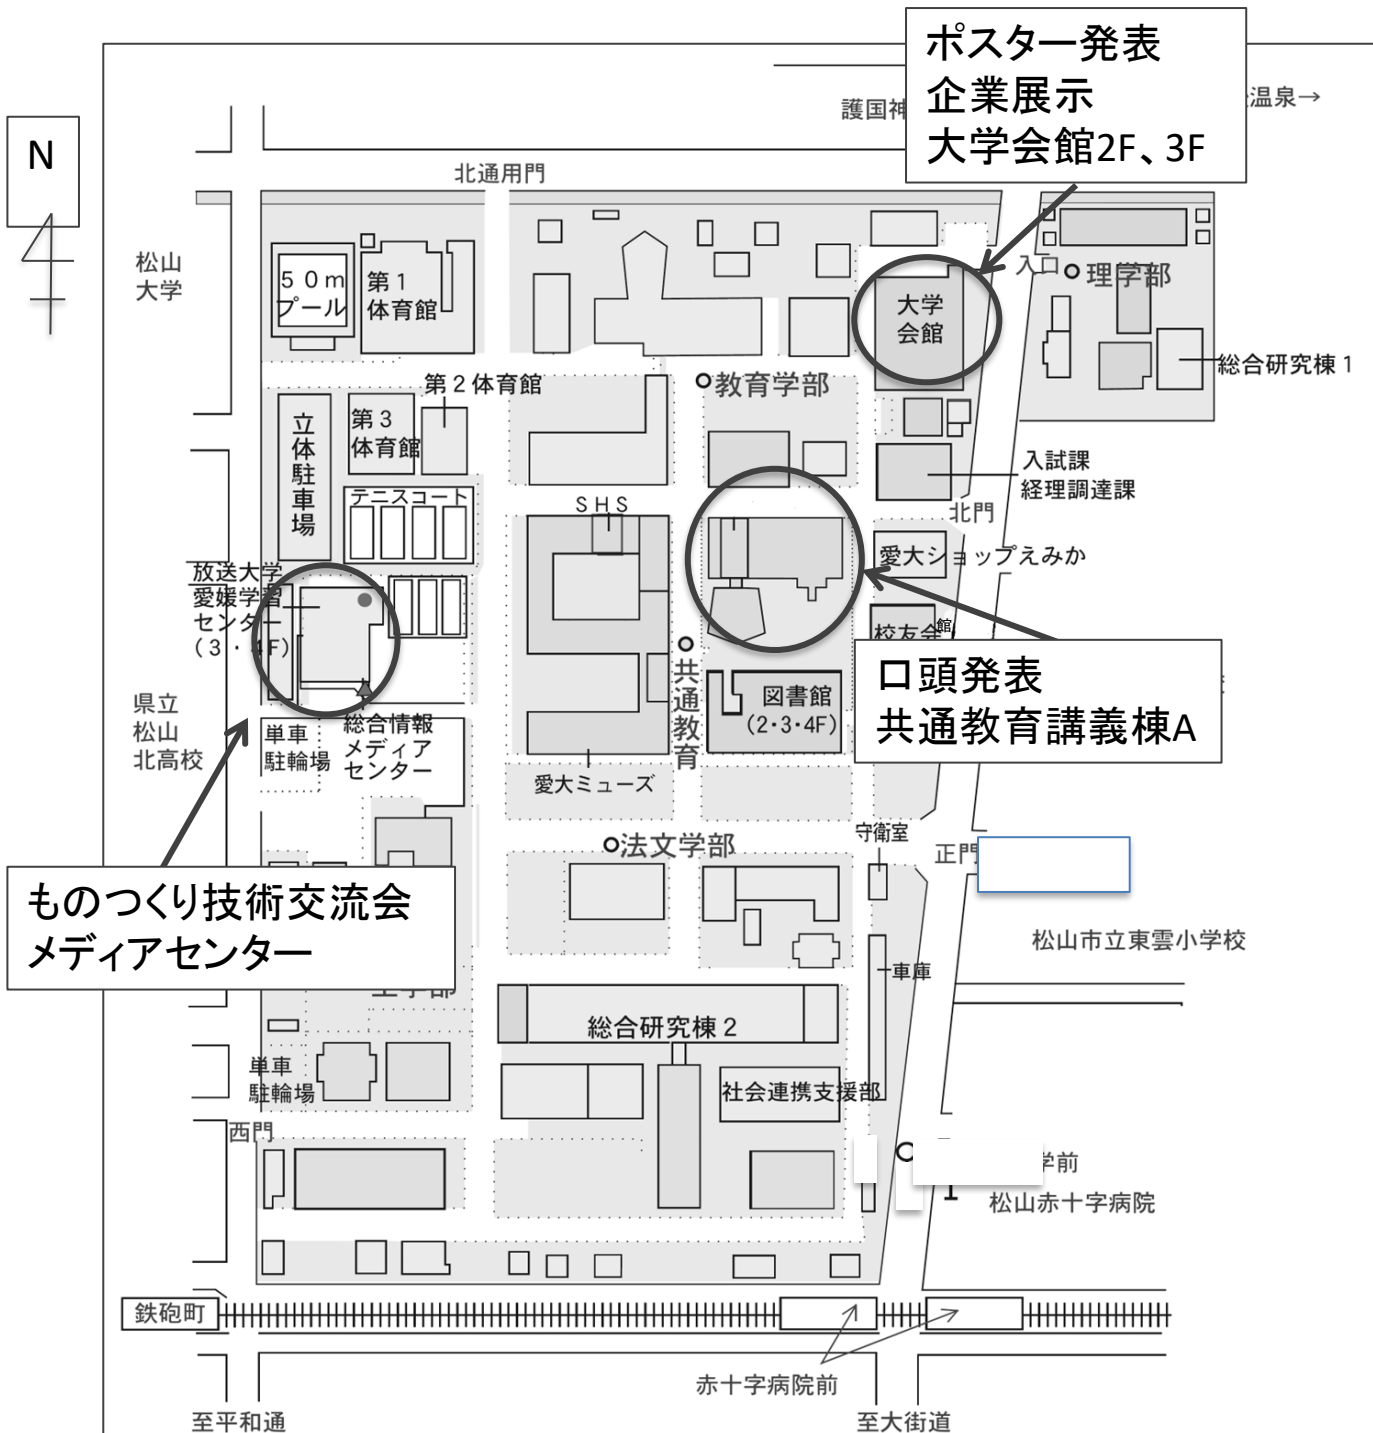 ポスター発表
企業展示
大学会館2F、3F
護国神
温泉→
N
北通用門
松山
大学
50m
プール
第1
体育館
大学
会館
入口
理学部
総合研究棟1
教育学部
第2体育館
立体駐車場
第3
体育館
テニスコート
SHS
入試課
経理調達課
北門
愛大ショップえみか
放送大学
愛媛学習
センター
(3・4F)
校友会館
口頭発表
共通教育講義棟A
共通教育
図書館
(2・3・4F)
県立
松山
北高校
単車
駐輪場
総合情報
メディア
センター
愛大ミューズ
法文学部
守衛室
正門
ものつくり技術交流会
メディアセンター
松山市立東雲小学校
車庫
工学部
総合研究棟2
単車
駐輪場
社会連携支援部
西門
学前
松山赤十字病院
鉄砲町
赤十字病院前
至平和通
至大街道